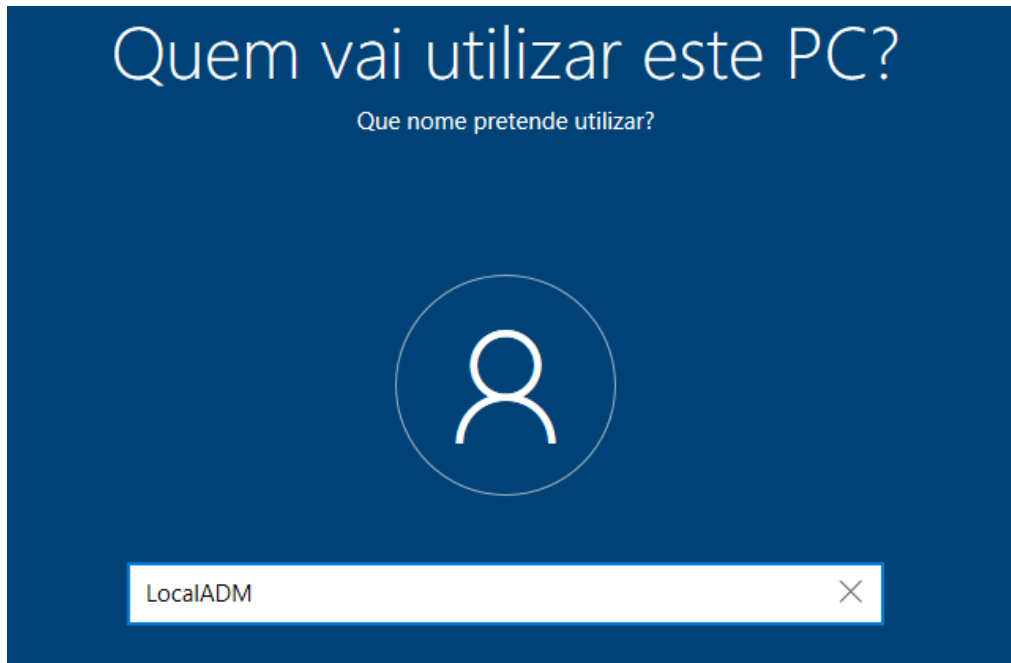 Quem vai utilizar este PC?
Que nome pretende utilizar?
LocalADM